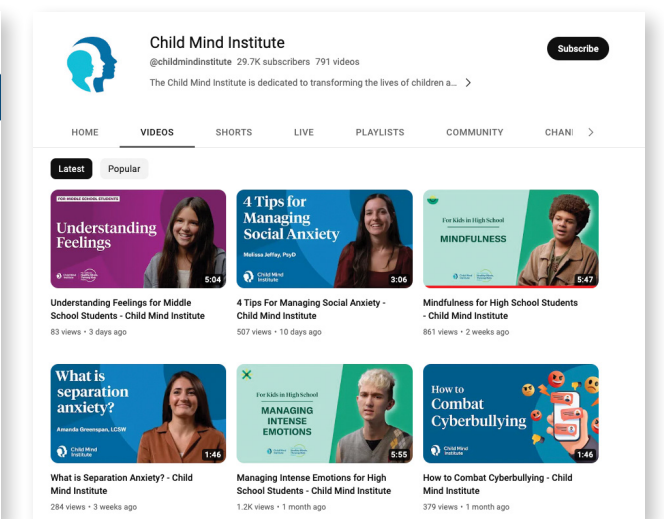 Child Mind Institute
@childmindinstitute 29.7K subscribers 791 videos
The Child Mind Institute is dedicated to transforming the lives of children a...
Subscribe
HOME VIDEOS SHORTS LIVE PLAYLISTS COMMUNITY CHAN
Latest Popular
FOR MIDDLE SCHOOL STUDENTS
Understanding
Feelings
5:04
Understanding Feelings for Middle
School Students - Child Mind Institute
83 views • 3 days ago
4 Tips for
Managing
Social Anxiety
Melissa Jeffay, PsyD
Child Mind
Institute
3:06
4 Tips For Managing Social Anxiety -
Child Mind Institute
507 views • 10 days ago
For Kids in High School
MINDFULNESS
5:47
Mindfulness for High School Students
- Child Mind Institute
861 views • 2 weeks ago
What is
separation
anxiety?
Amanda Greenspan, LCSW
Child Mind
Institute
1:46
What is Separation Anxiety? - Child
Mind Institute
284 views • 3 weeks ago
For Kids in High School
MANAGING
INTENSE
EMOTIONS
5:55
Managing Intense Emotions for High
School Students - Child Mind Institute
1.2K views • 1 month ago
How to
Combat
Cyberbullying
Child Mind
Institute
1:46
How to Combat Cyberbullying - Child
Mind Institute
379 views • 1 month ago